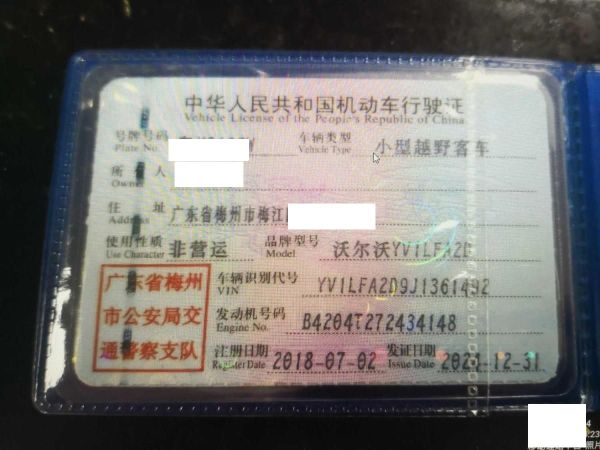 中华人民共和国机动车行驶证
Vehicle License of the People's Republic of China
号牌号码 车辆类型 小型越野客车
Plate No. Vehicle Type
所有人
Owner
住址 广东省梅州市梅江
Address
使用性质 非营运 品牌型号 沃尔沃YV1LFA2D
Use Character Model
广东省梅州 车辆识别代号 YV1LFA2D9J1361492
VIN
市公安局交 发动机号码 B4204T272434148
Engine No.
通警察支队 注册日期 2018-07-02 发证日期 2021-12-31
Register Date Issue Date